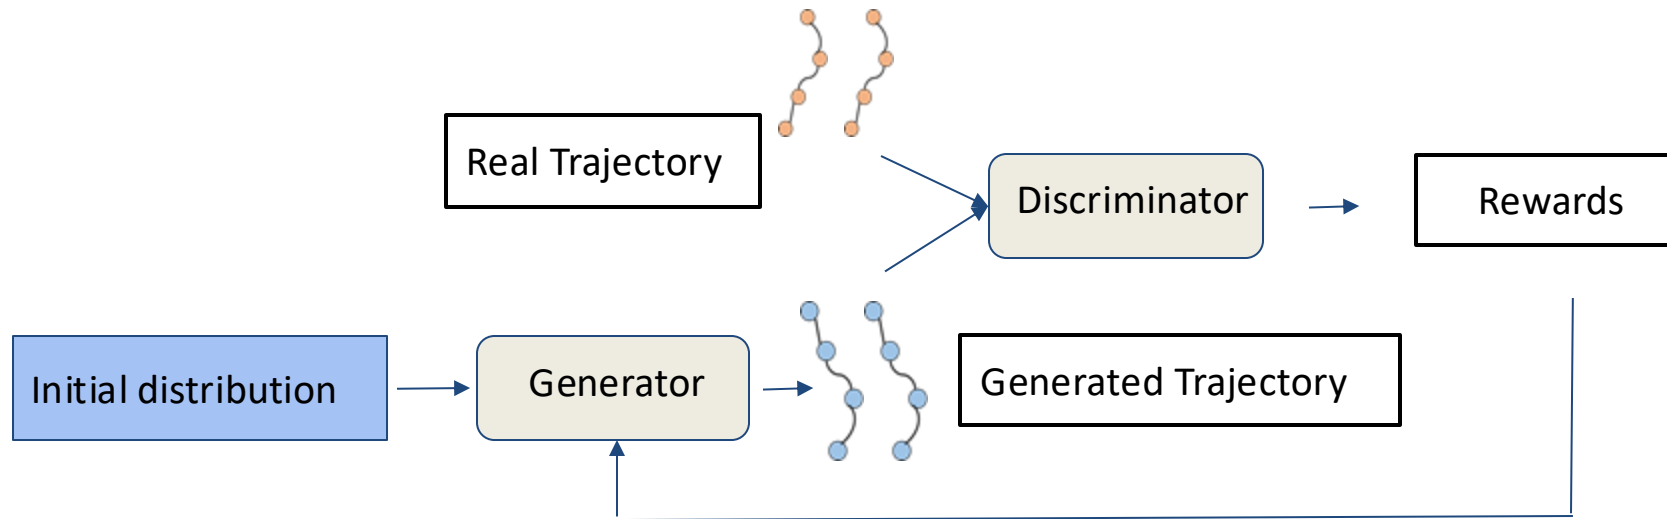 Real Trajectory
Discriminator
Rewards
Initial distribution
Generator
Generated Trajectory